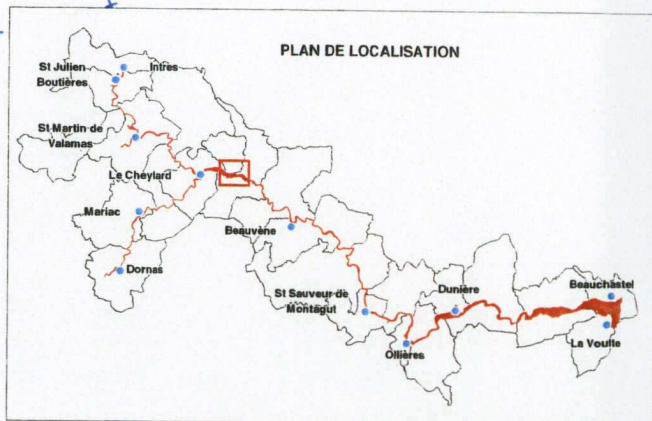 PLAN DE LOCALISATION
St Julien
Boutières
Intres
St Martin de
Valamas
Le Cheylard
Mariac
Beauvène
Dornas
St Sauveur de
Montagut
Dunière
Beauchastel
Ollières
La Voulte